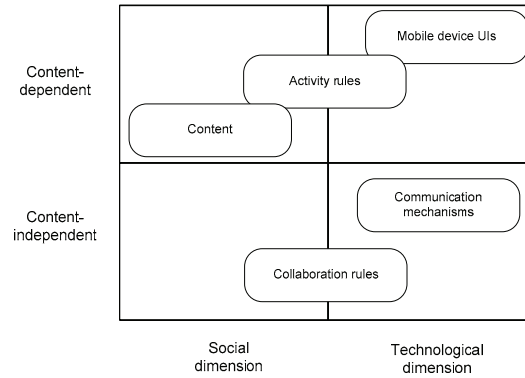 Mobile device UIs
Content-
dependent
Activity rules
Content
Communication
mechanisms
Content-
independent
Collaboration rules
Social
dimension
Technological
dimension